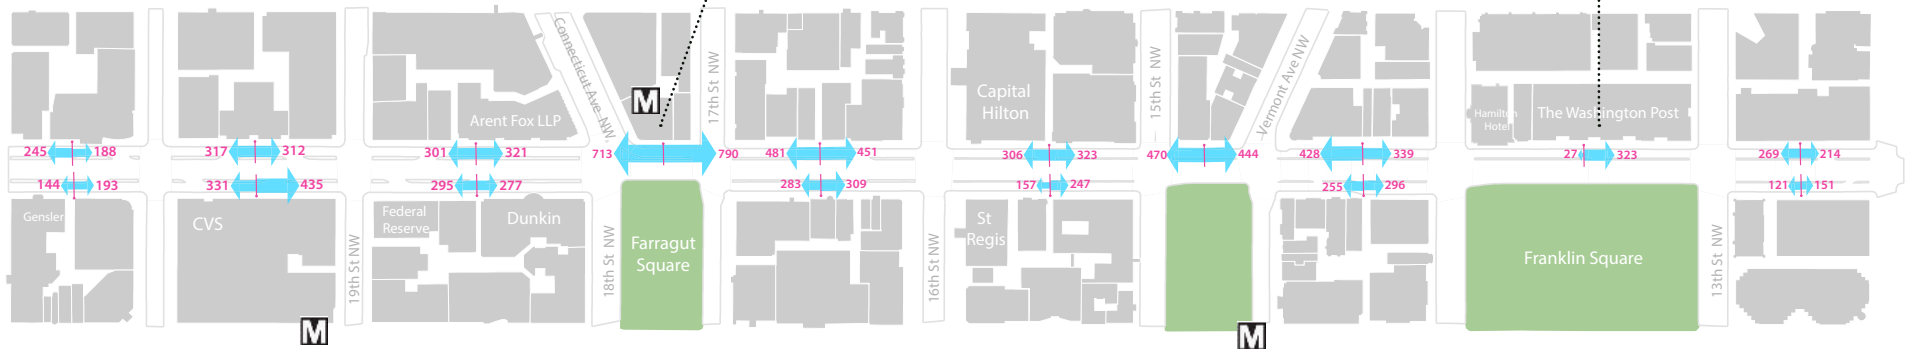 Connecticut Ave NW
17th St NW
15th St NW
Vermont Ave NW
M
Arent Fox LLP
Capital
Hilton
Hamilton
Hotel
The Washington Post
245 188
317 312
301 321
713 790
481 451
306 323
470 444
428 339
27 323
269 214
144 193
331 435
295 277
283 309
157 247
255 296
121 151
Gensler
CVS
19th St NW
Federal
Reserve
Dunkin
18th St NW
Farragut
Square
16th St NW
St
Regis
Franklin Square
13th St NW
M
M